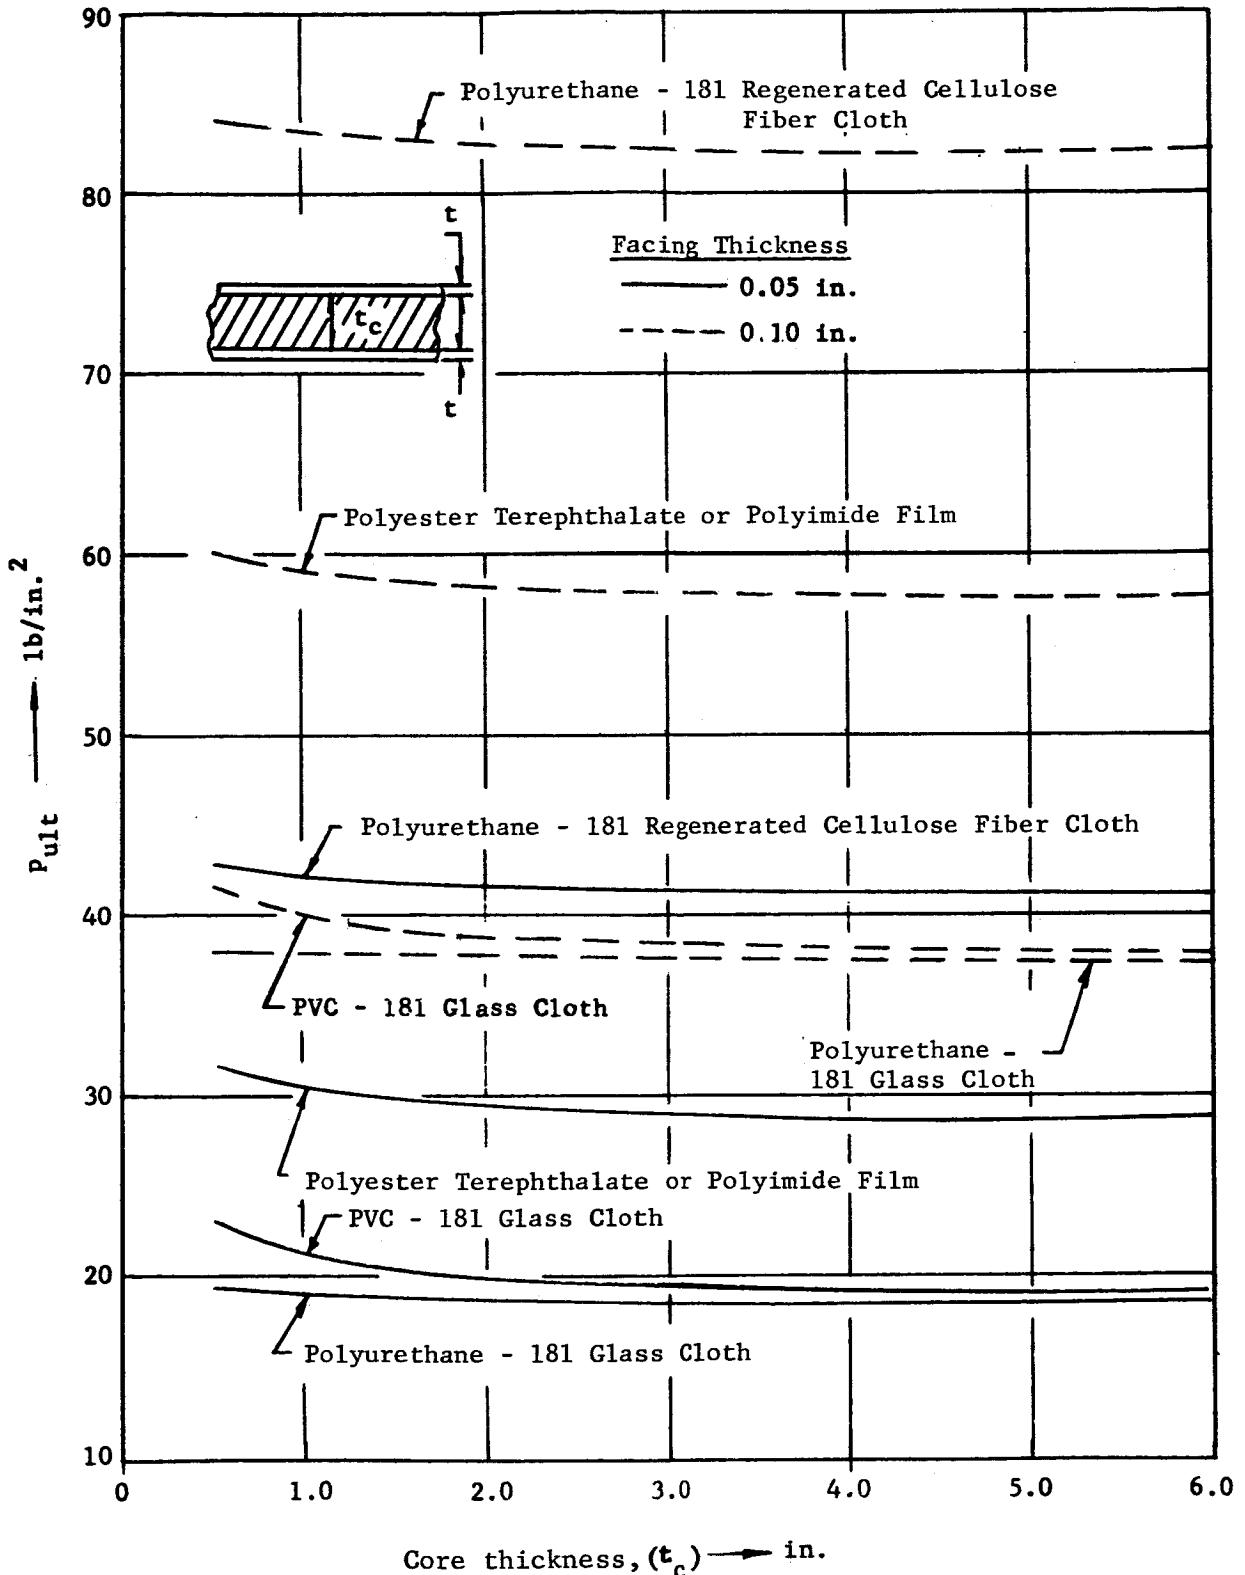 90
Polyurethane - 181 Regenerated Cellulose
Fiber Cloth
80
t
Facing Thickness
0.05 in.
0.10 in.
t_c
70
t
Polyester Terephthalate or Polyimide Film
60
P_ult → lb/in.²
50
Polyurethane - 181 Regenerated Cellulose Fiber Cloth
40
PVC - 181 Glass Cloth
Polyurethane -
181 Glass Cloth
30
Polyester Terephthalate or Polyimide Film
PVC - 181 Glass Cloth
20
Polyurethane - 181 Glass Cloth
10
0 1.0 2.0 3.0 4.0 5.0 6.0
Core thickness, (t_c) → in.